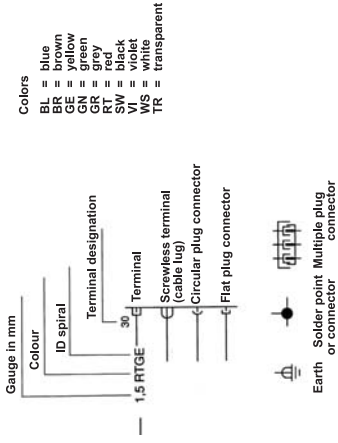 Colors
BL = blue
BR = brown
GE = yellow
GN = green
GR = grey
RT = red
SW = black
VI = violet
WS = white
TR = transparent
Gauge in mm
Colour
ID spiral
Terminal designation
30
1,5 RTGE
Terminal
Screwless terminal
(cable lug)
Circular plug connector
Flat plug connector
Earth
Solder point
or connector
Multiple plug
connector